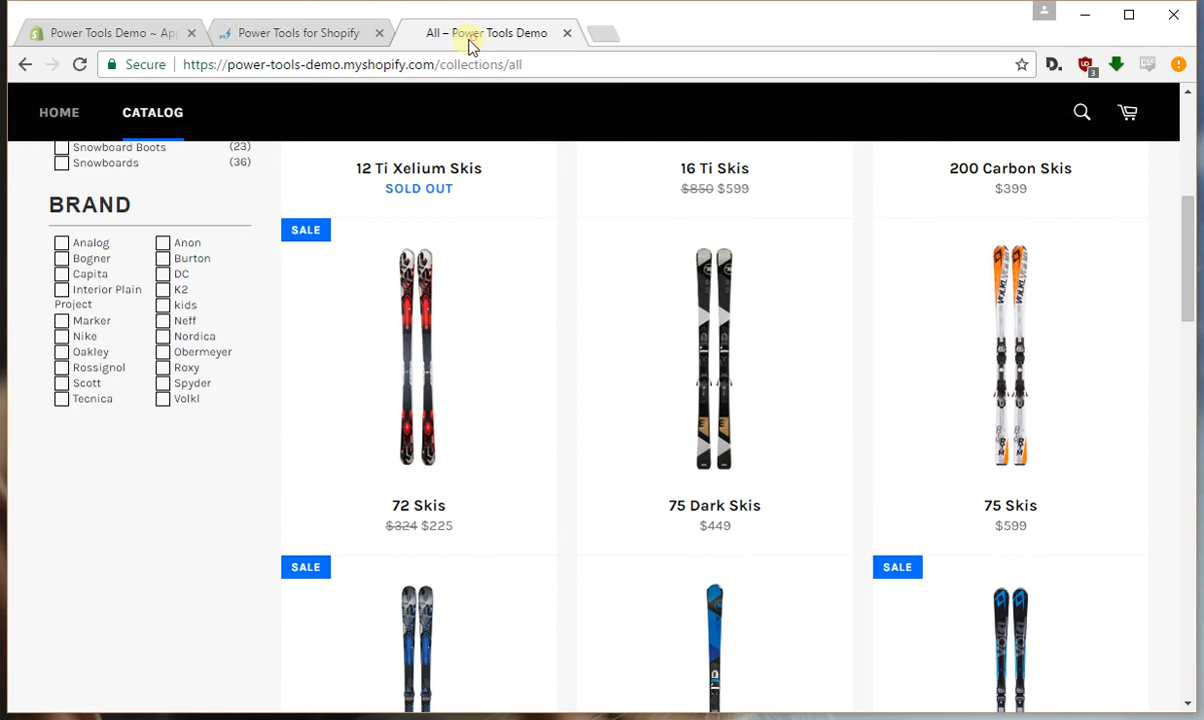 Power Tools Demo ~ Ap
Power Tools for Shopify
All – Power Tools Demo
Secure
https://power-tools-demo.myshopify.com/collections/all
D.
3
HOME
CATALOG
Snowboard Boots (23)
Snowboards (36)
BRAND
Analog
Anon
Bogner
Burton
Capita
DC
Interior Plain
Project
K2
kids
Marker
Neff
Nike
Nordica
Oakley
Obermeyer
Rossignol
Roxy
Scott
Spyder
Tecnica
Volkl
12 Ti Xelium Skis
SOLD OUT
16 Ti Skis
$850 $599
200 Carbon Skis
$399
SALE
72 Skis
$324 $225
75 Dark Skis
$449
75 Skis
$599
SALE
SALE